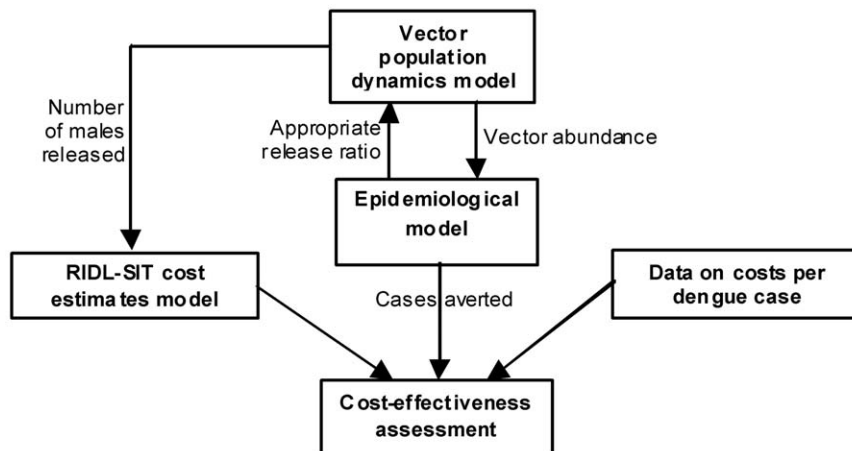 Vector
population
dynamics model
Number
of males
released
Appropriate
release ratio
Vector abundance
Epidemiological
model
RIDL-SIT cost
estimates model
Cases averted
Data on costs per
dengue case
Cost-effectiveness
assessment